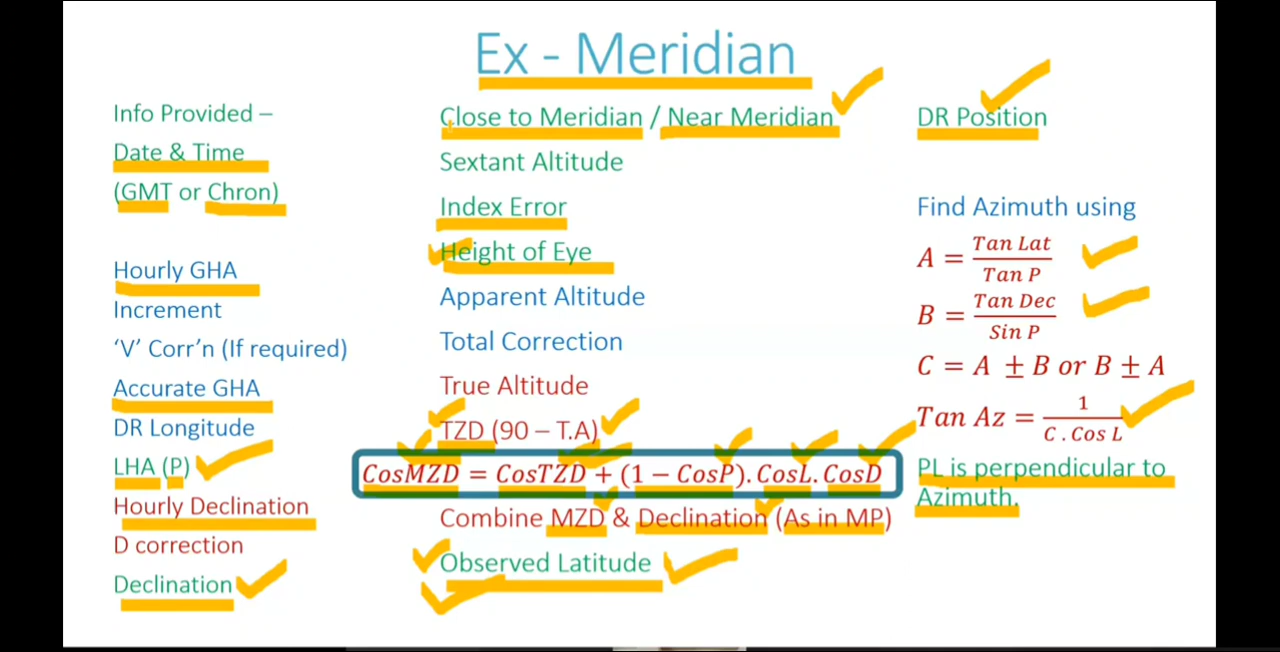 Ex - Meridian
Info Provided –
Date & Time
(GMT or Chron)
Hourly GHA
Increment
‘V’ Corr’n (If required)
Accurate GHA
DR Longitude
LHA (P)
Hourly Declination
D correction
Declination
Close to Meridian / Near Meridian
Sextant Altitude
Index Error
Height of Eye
Apparent Altitude
Total Correction
True Altitude
TZD (90 – T.A)
CosMZD = CosTZD + (1 − CosP). CosL. CosD
Combine MZD & Declination (As in MP)
Observed Latitude
DR Position
Find Azimuth using
A = Tan Lat / Tan P
B = Tan Dec / Sin P
C = A ± B or B ± A
Tan Az = 1 / C . Cos L
PL is perpendicular to
Azimuth.